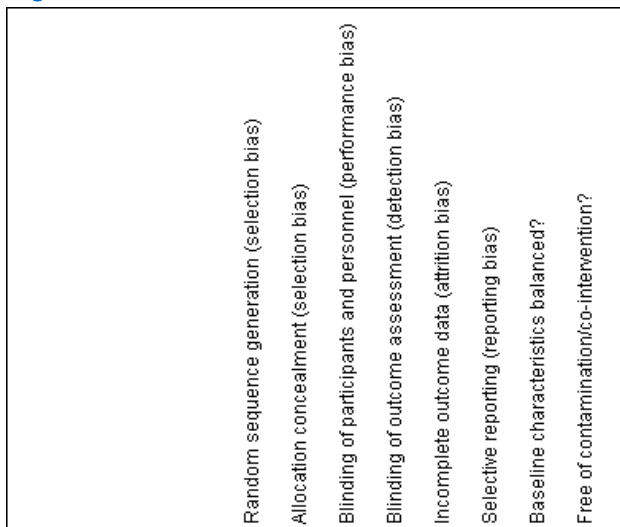 Random sequence generation (selection bias)
Allocation concealment (selection bias)
Blinding of participants and personnel (performance bias)
Blinding of outcome assessment (detection bias)
Incomplete outcome data (attrition bias)
Selective reporting (reporting bias)
Baseline characteristics balanced?
Free of contamination/co-intervention?